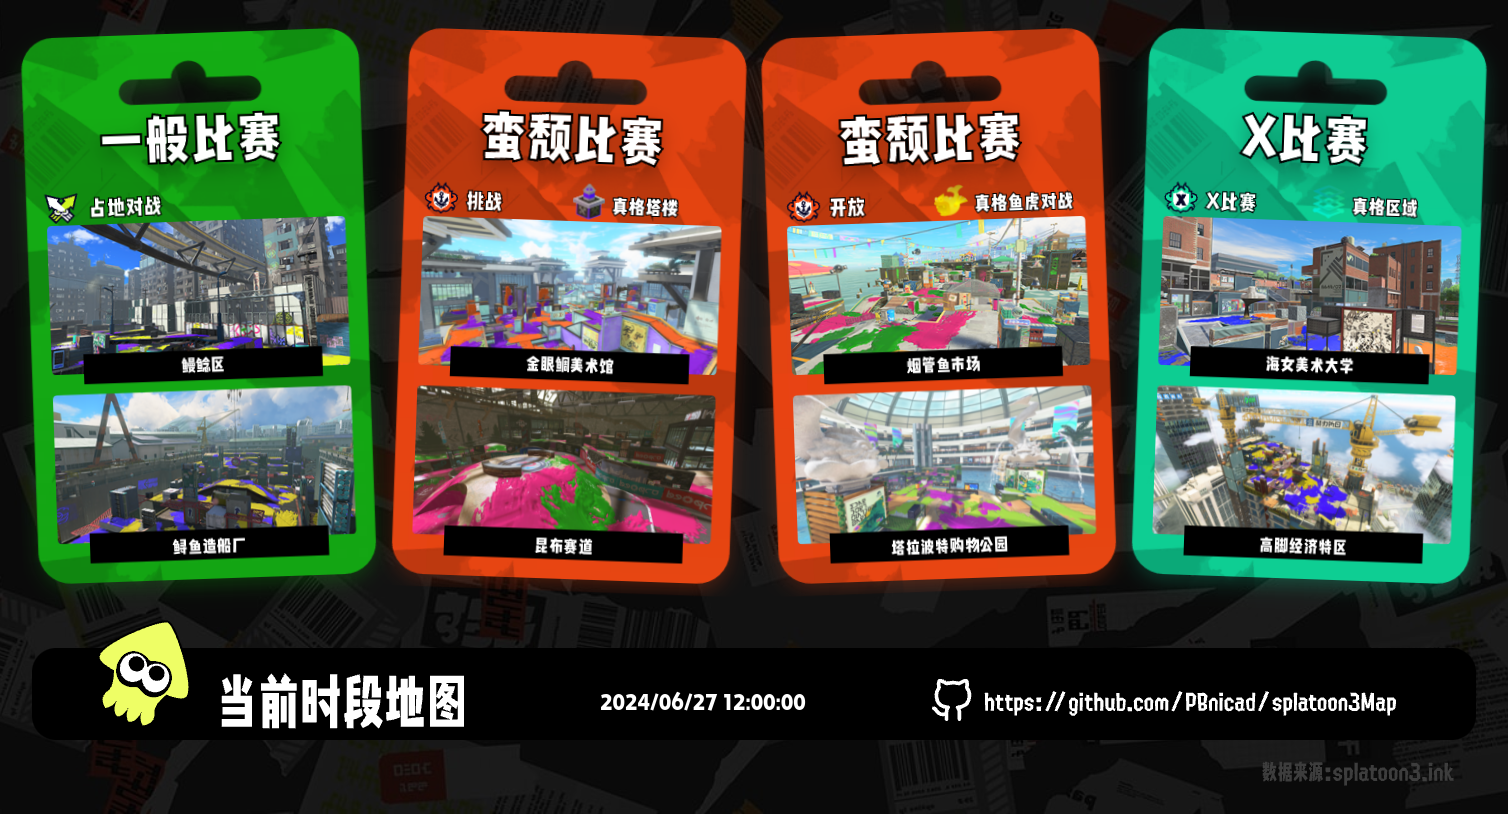 一般比赛
占地对战
鳗鲶区
鲟鱼造船厂
蛮颓比赛
挑战
真格塔楼
金眼鲷美术馆
昆布赛道
蛮颓比赛
开放
真格鱼虎对战
烟管鱼市场
塔拉波特购物公园
X比赛
X比赛
真格区域
海女美术大学
高脚经济特区
当前时段地图
2024/06/27 12:00:00
https://github.com/PBnicad/splatoon3Map
数据来源:splatoon3.ink